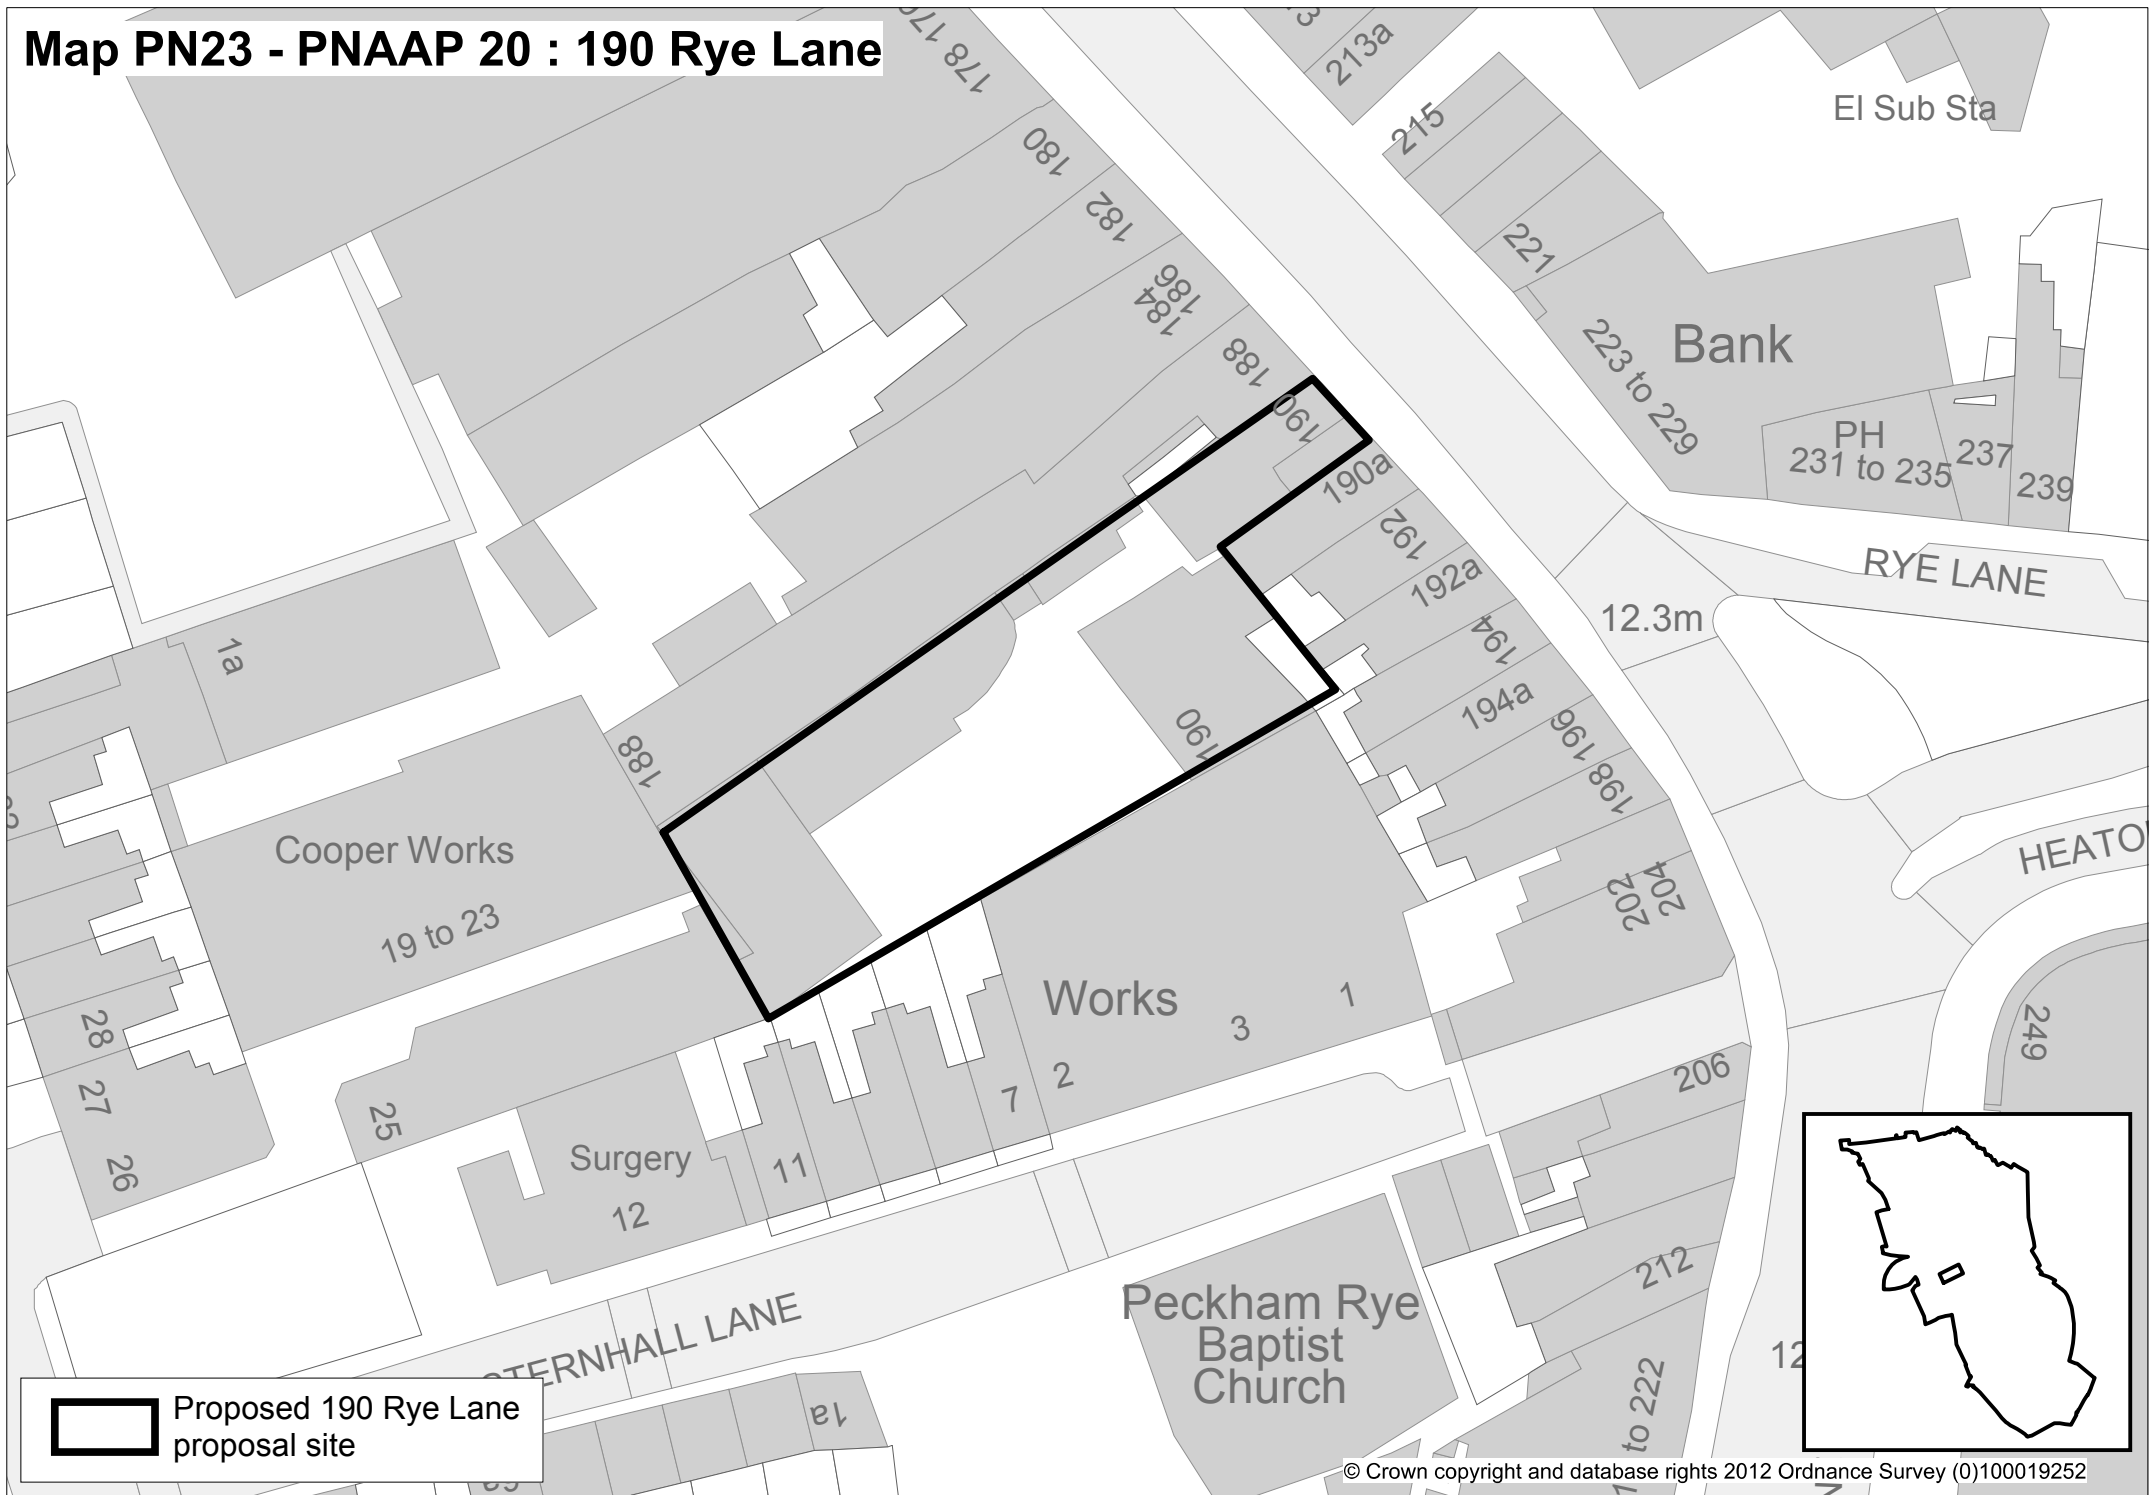 Map PN23 - PNAAP 20 : 190 Rye Lane
178
180
182
186
184
188
190
190a
192
192a
194
194a
196
198
202
204
206
212
to 222
213a
215
221
223 to 229
Bank
El Sub Sta
PH
231 to 235
237
239
RYE LANE
12.3m
249
1a
188
190
Cooper Works
19 to 23
28
27
26
25
Works
1
3
2
7
11
Surgery
12
Peckham Rye
Baptist
Church
1a
Proposed 190 Rye Lane
proposal site
© Crown copyright and database rights 2012 Ordnance Survey (0)100019252